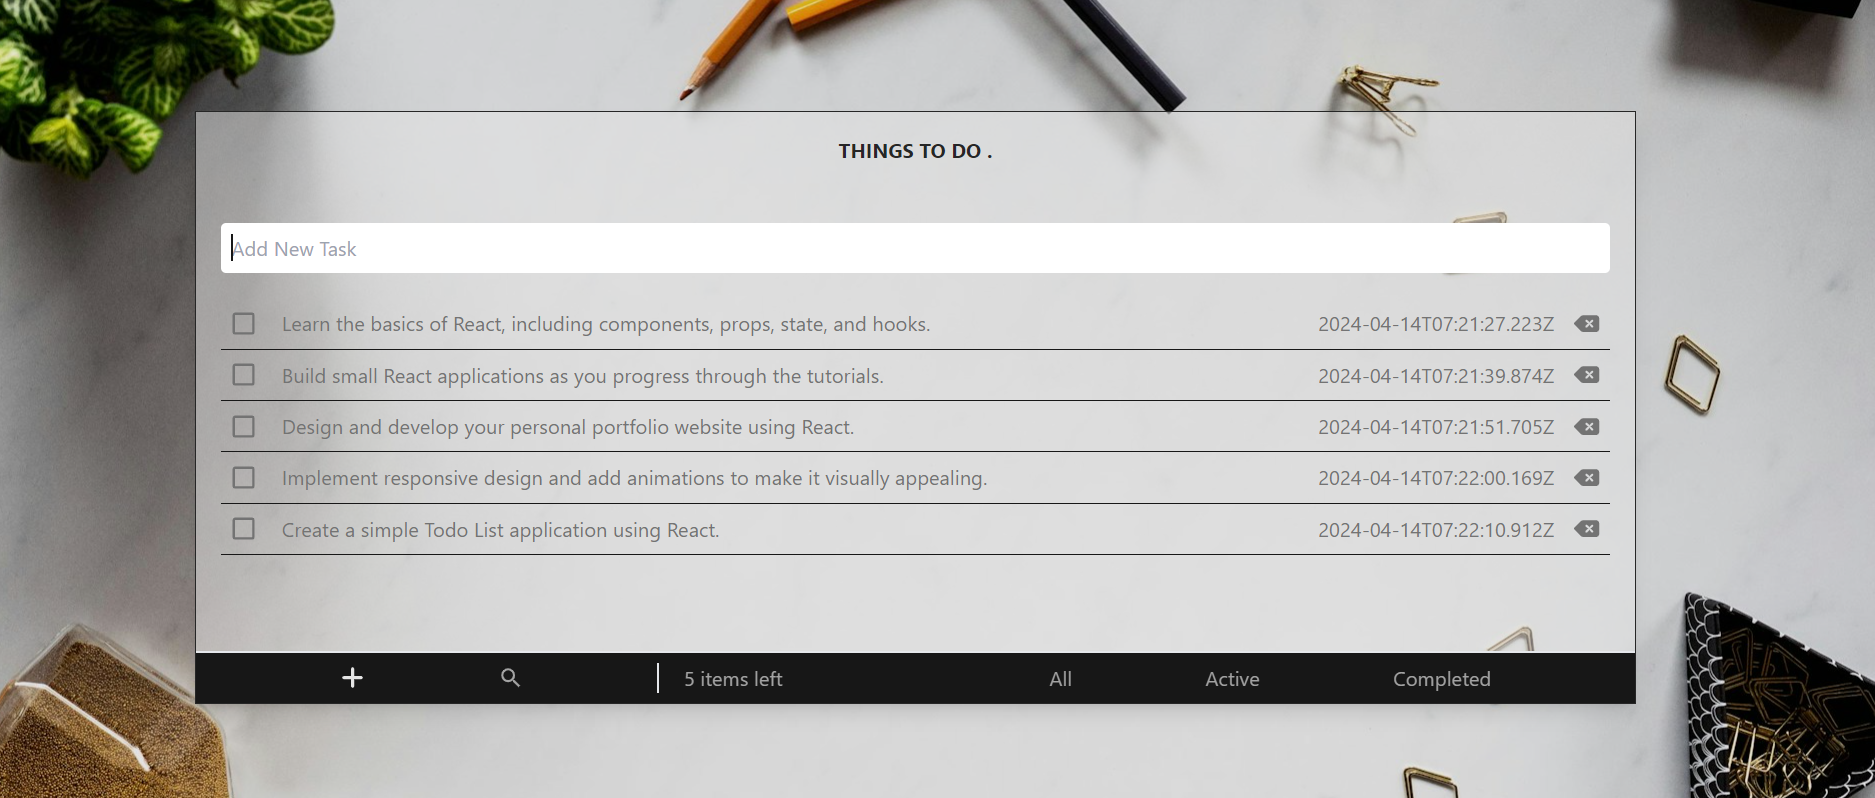 THINGS TO DO .
Add New Task
Learn the basics of React, including components, props, state, and hooks. 2024-04-14T07:21:27.223Z
Build small React applications as you progress through the tutorials. 2024-04-14T07:21:39.874Z
Design and develop your personal portfolio website using React. 2024-04-14T07:21:51.705Z
Implement responsive design and add animations to make it visually appealing. 2024-04-14T07:22:00.169Z
Create a simple Todo List application using React. 2024-04-14T07:22:10.912Z
5 items left All Active Completed